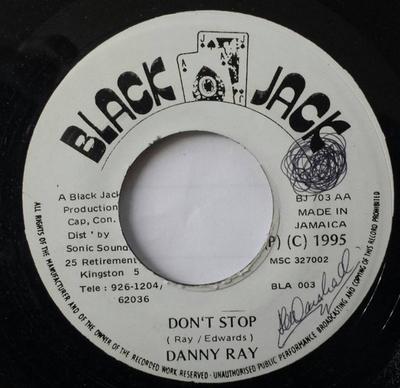 BLACK JACK
J J
A A
A Black Jack
Production
Cap, Con.
Dist' by
Sonic Sound
25 Retirement
Kingston 5
Tele : 926-1204/
62036
BJ 703 AA
MADE IN
JAMAICA
(P) (C) 1995
MSC 327002
BLA 003
DON'T STOP
( Ray / Edwards )
DANNY RAY
ALL RIGHTS OF THE MANUFACTURER AND OF THE OWNER OF THE RECORDED WORK RESERVED - UNAUTHORISED PUBLIC PERFORMANCE BROADCASTING AND COPYING OF THIS RECORD PROHIBITED
Marshall